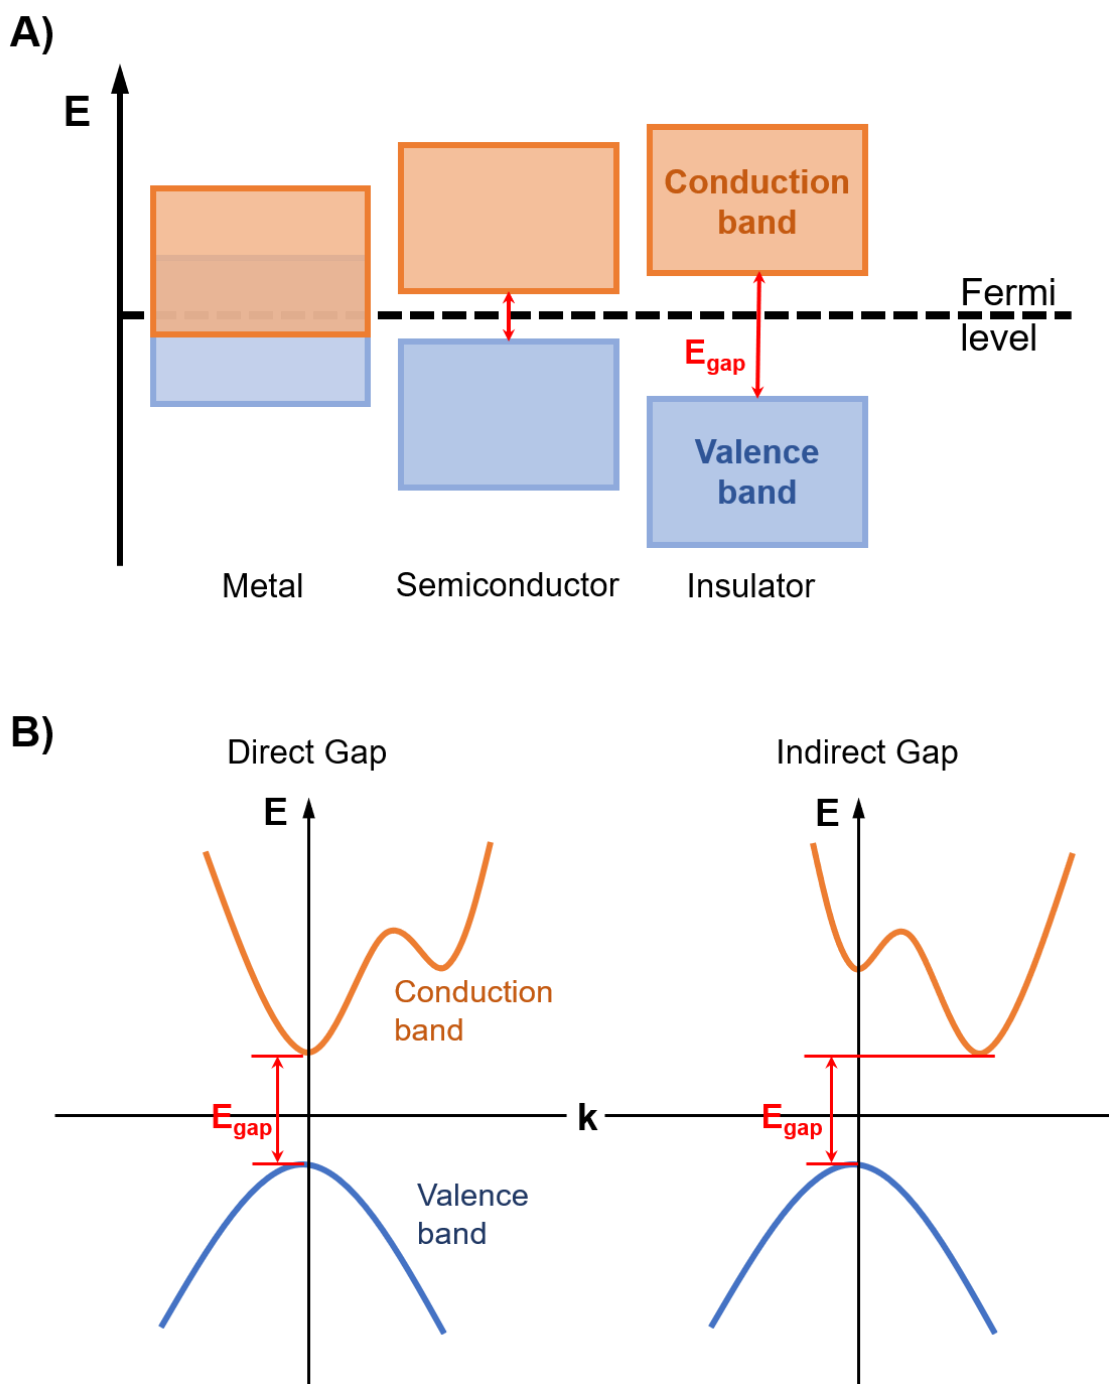 A)
E
Conduction
band
Fermi
level
Egap
Valence
band
Metal
Semiconductor
Insulator
B)
Direct Gap
Indirect Gap
E
E
Conduction
band
Egap
k
Egap
Valence
band